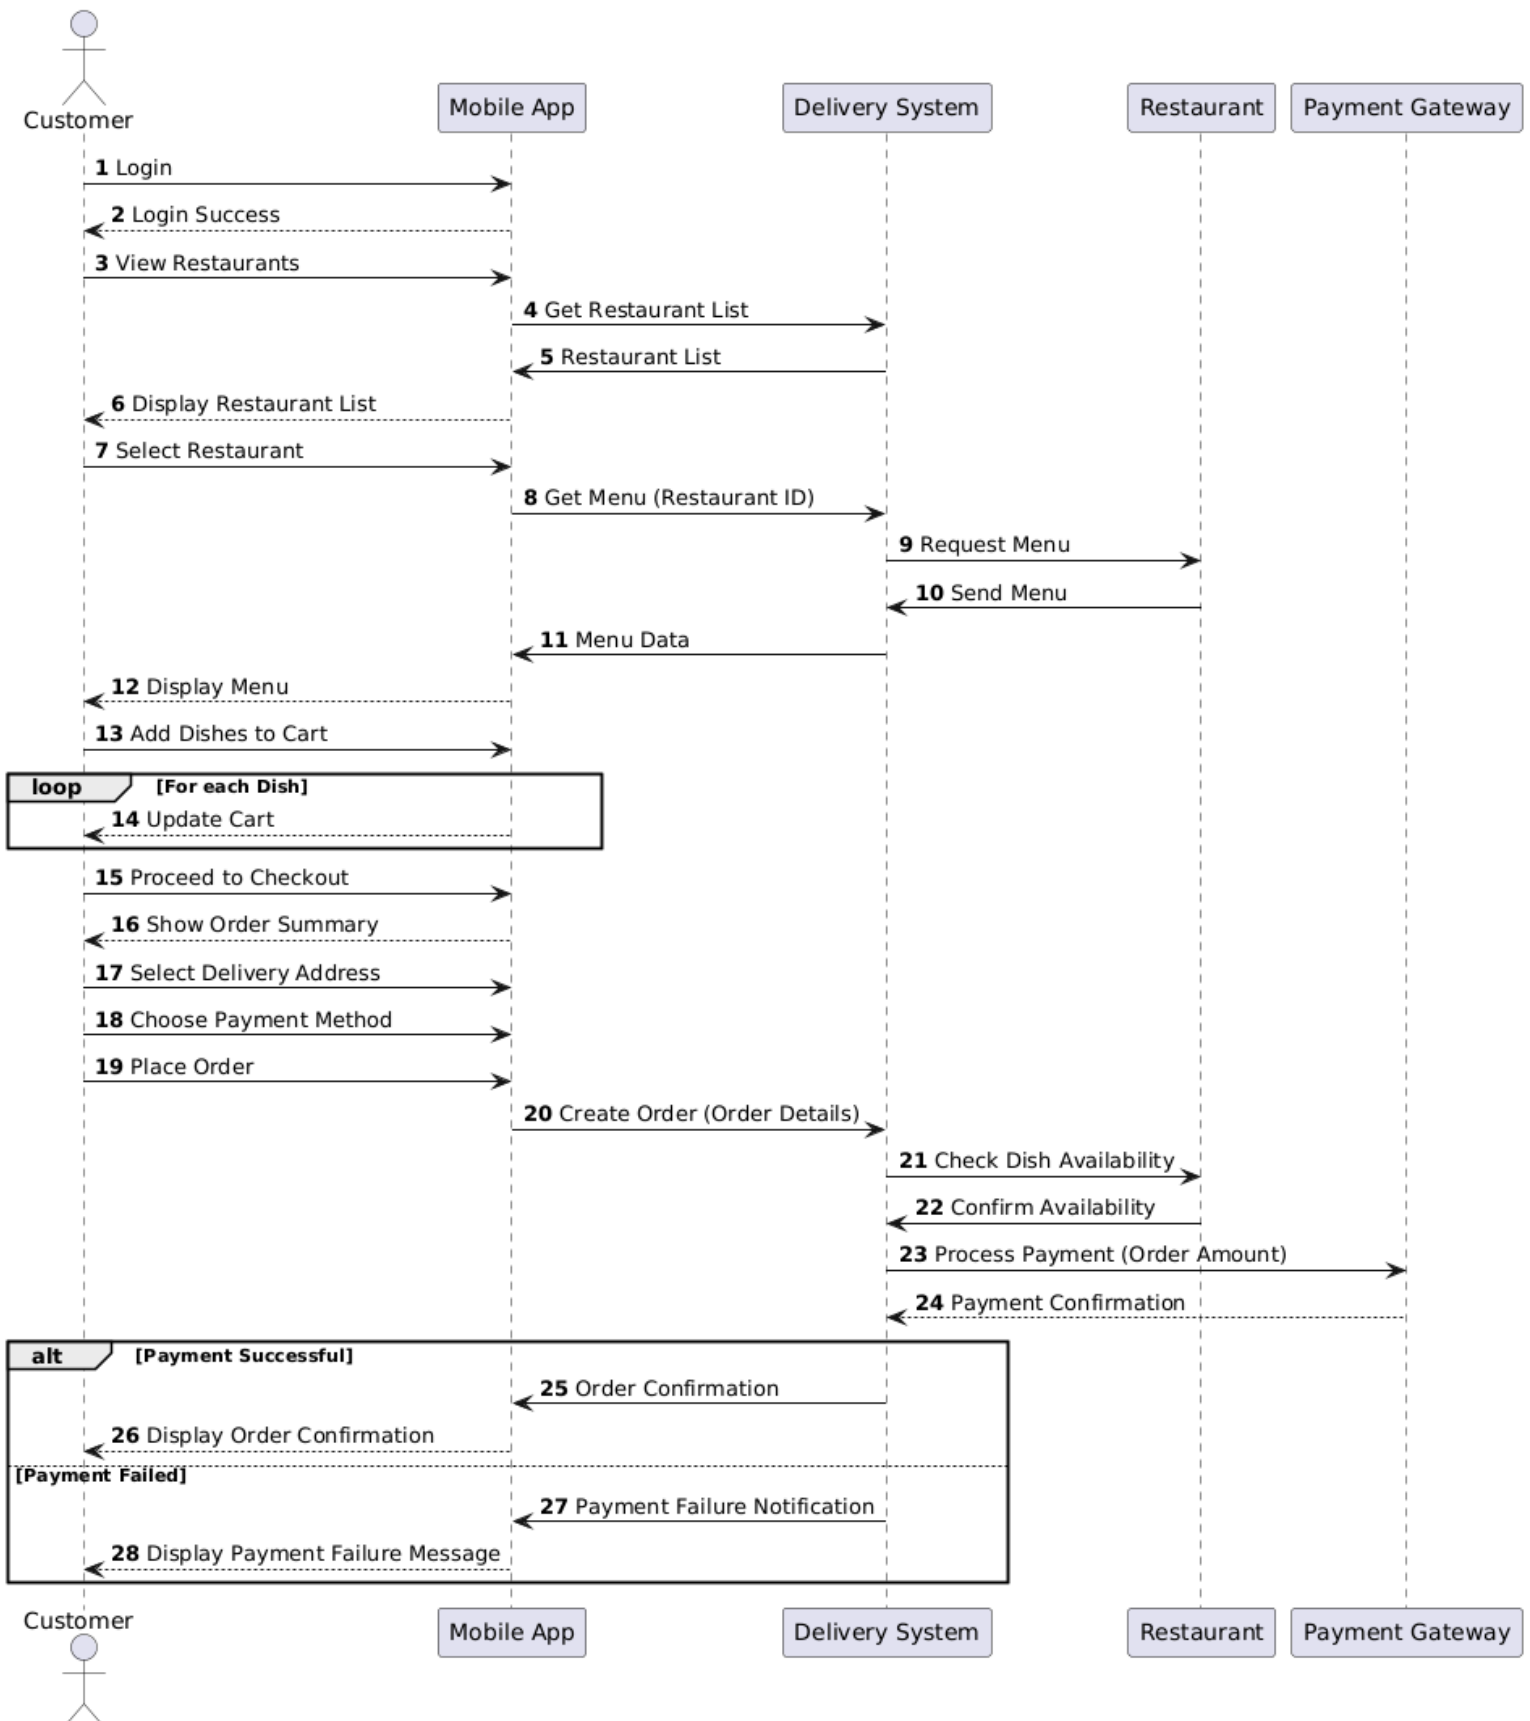 Customer
Mobile App
Delivery System
Restaurant
Payment Gateway
1 Login
2 Login Success
3 View Restaurants
4 Get Restaurant List
5 Restaurant List
6 Display Restaurant List
7 Select Restaurant
8 Get Menu (Restaurant ID)
9 Request Menu
10 Send Menu
11 Menu Data
12 Display Menu
13 Add Dishes to Cart
loop [For each Dish]
14 Update Cart
15 Proceed to Checkout
16 Show Order Summary
17 Select Delivery Address
18 Choose Payment Method
19 Place Order
20 Create Order (Order Details)
21 Check Dish Availability
22 Confirm Availability
23 Process Payment (Order Amount)
24 Payment Confirmation
alt [Payment Successful]
25 Order Confirmation
26 Display Order Confirmation
[Payment Failed]
27 Payment Failure Notification
28 Display Payment Failure Message
Customer
Mobile App
Delivery System
Restaurant
Payment Gateway